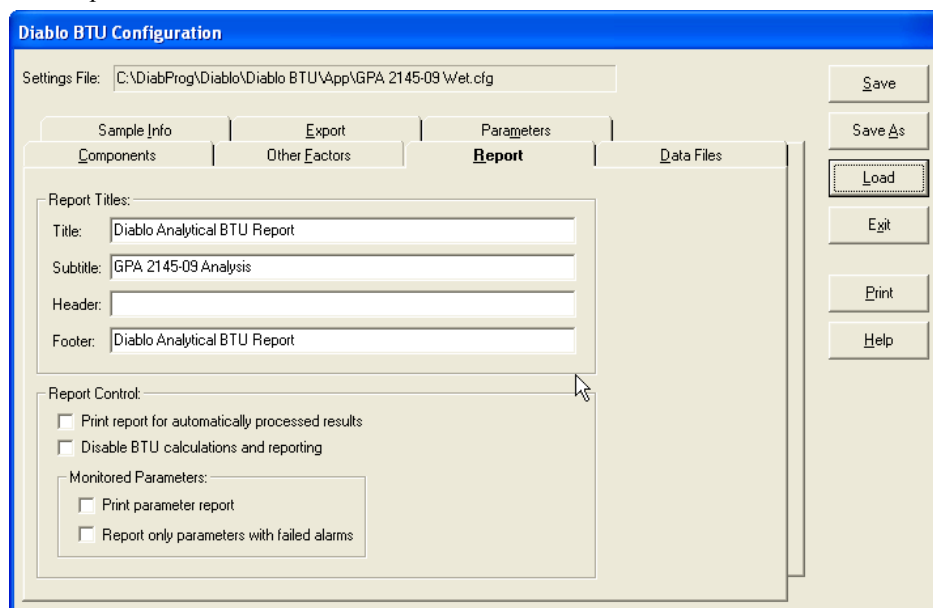 Diablo BTU Configuration
Settings File: C:\DiabProg\Diablo\Diablo BTU\App\GPA 2145-09 Wet.cfg
Save
Sample Info Export Parameters
Save As
Components Other Factors Report Data Files
Load
Report Titles:
Title: Diablo Analytical BTU Report
Exit
Subtitle: GPA 2145-09 Analysis
Header:
Print
Footer: Diablo Analytical BTU Report
Help
Report Control:
Print report for automatically processed results
Disable BTU calculations and reporting
Monitored Parameters:
Print parameter report
Report only parameters with failed alarms